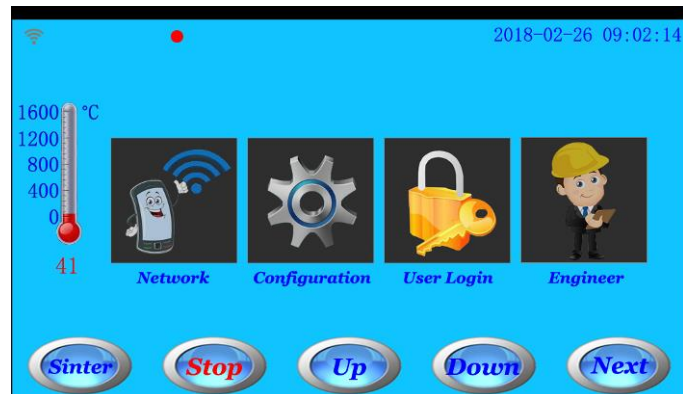 2018-02-26 09:02:14
1600 °C
1200
800
400
0
41
Network Configuration User Login Engineer
Sinter Stop Up Down Next